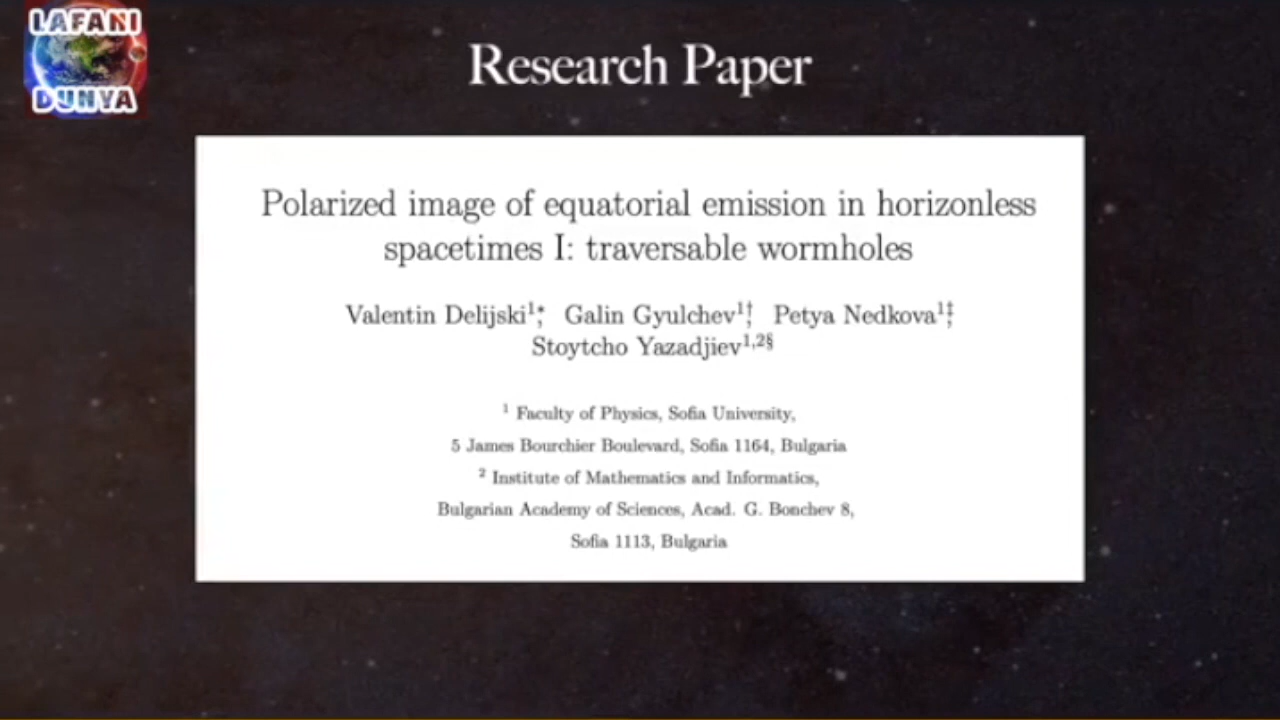 LAFANI
DUNYA
Research Paper
Polarized image of equatorial emission in horizonless
spacetimes I: traversable wormholes
Valentin Delijski¹*, Galin Gyulchev¹†, Petya Nedkova¹‡,
Stoytcho Yazadjiev¹,²§
¹ Faculty of Physics, Sofia University,
5 James Bourchier Boulevard, Sofia 1164, Bulgaria
² Institute of Mathematics and Informatics,
Bulgarian Academy of Sciences, Acad. G. Bonchev 8,
Sofia 1113, Bulgaria